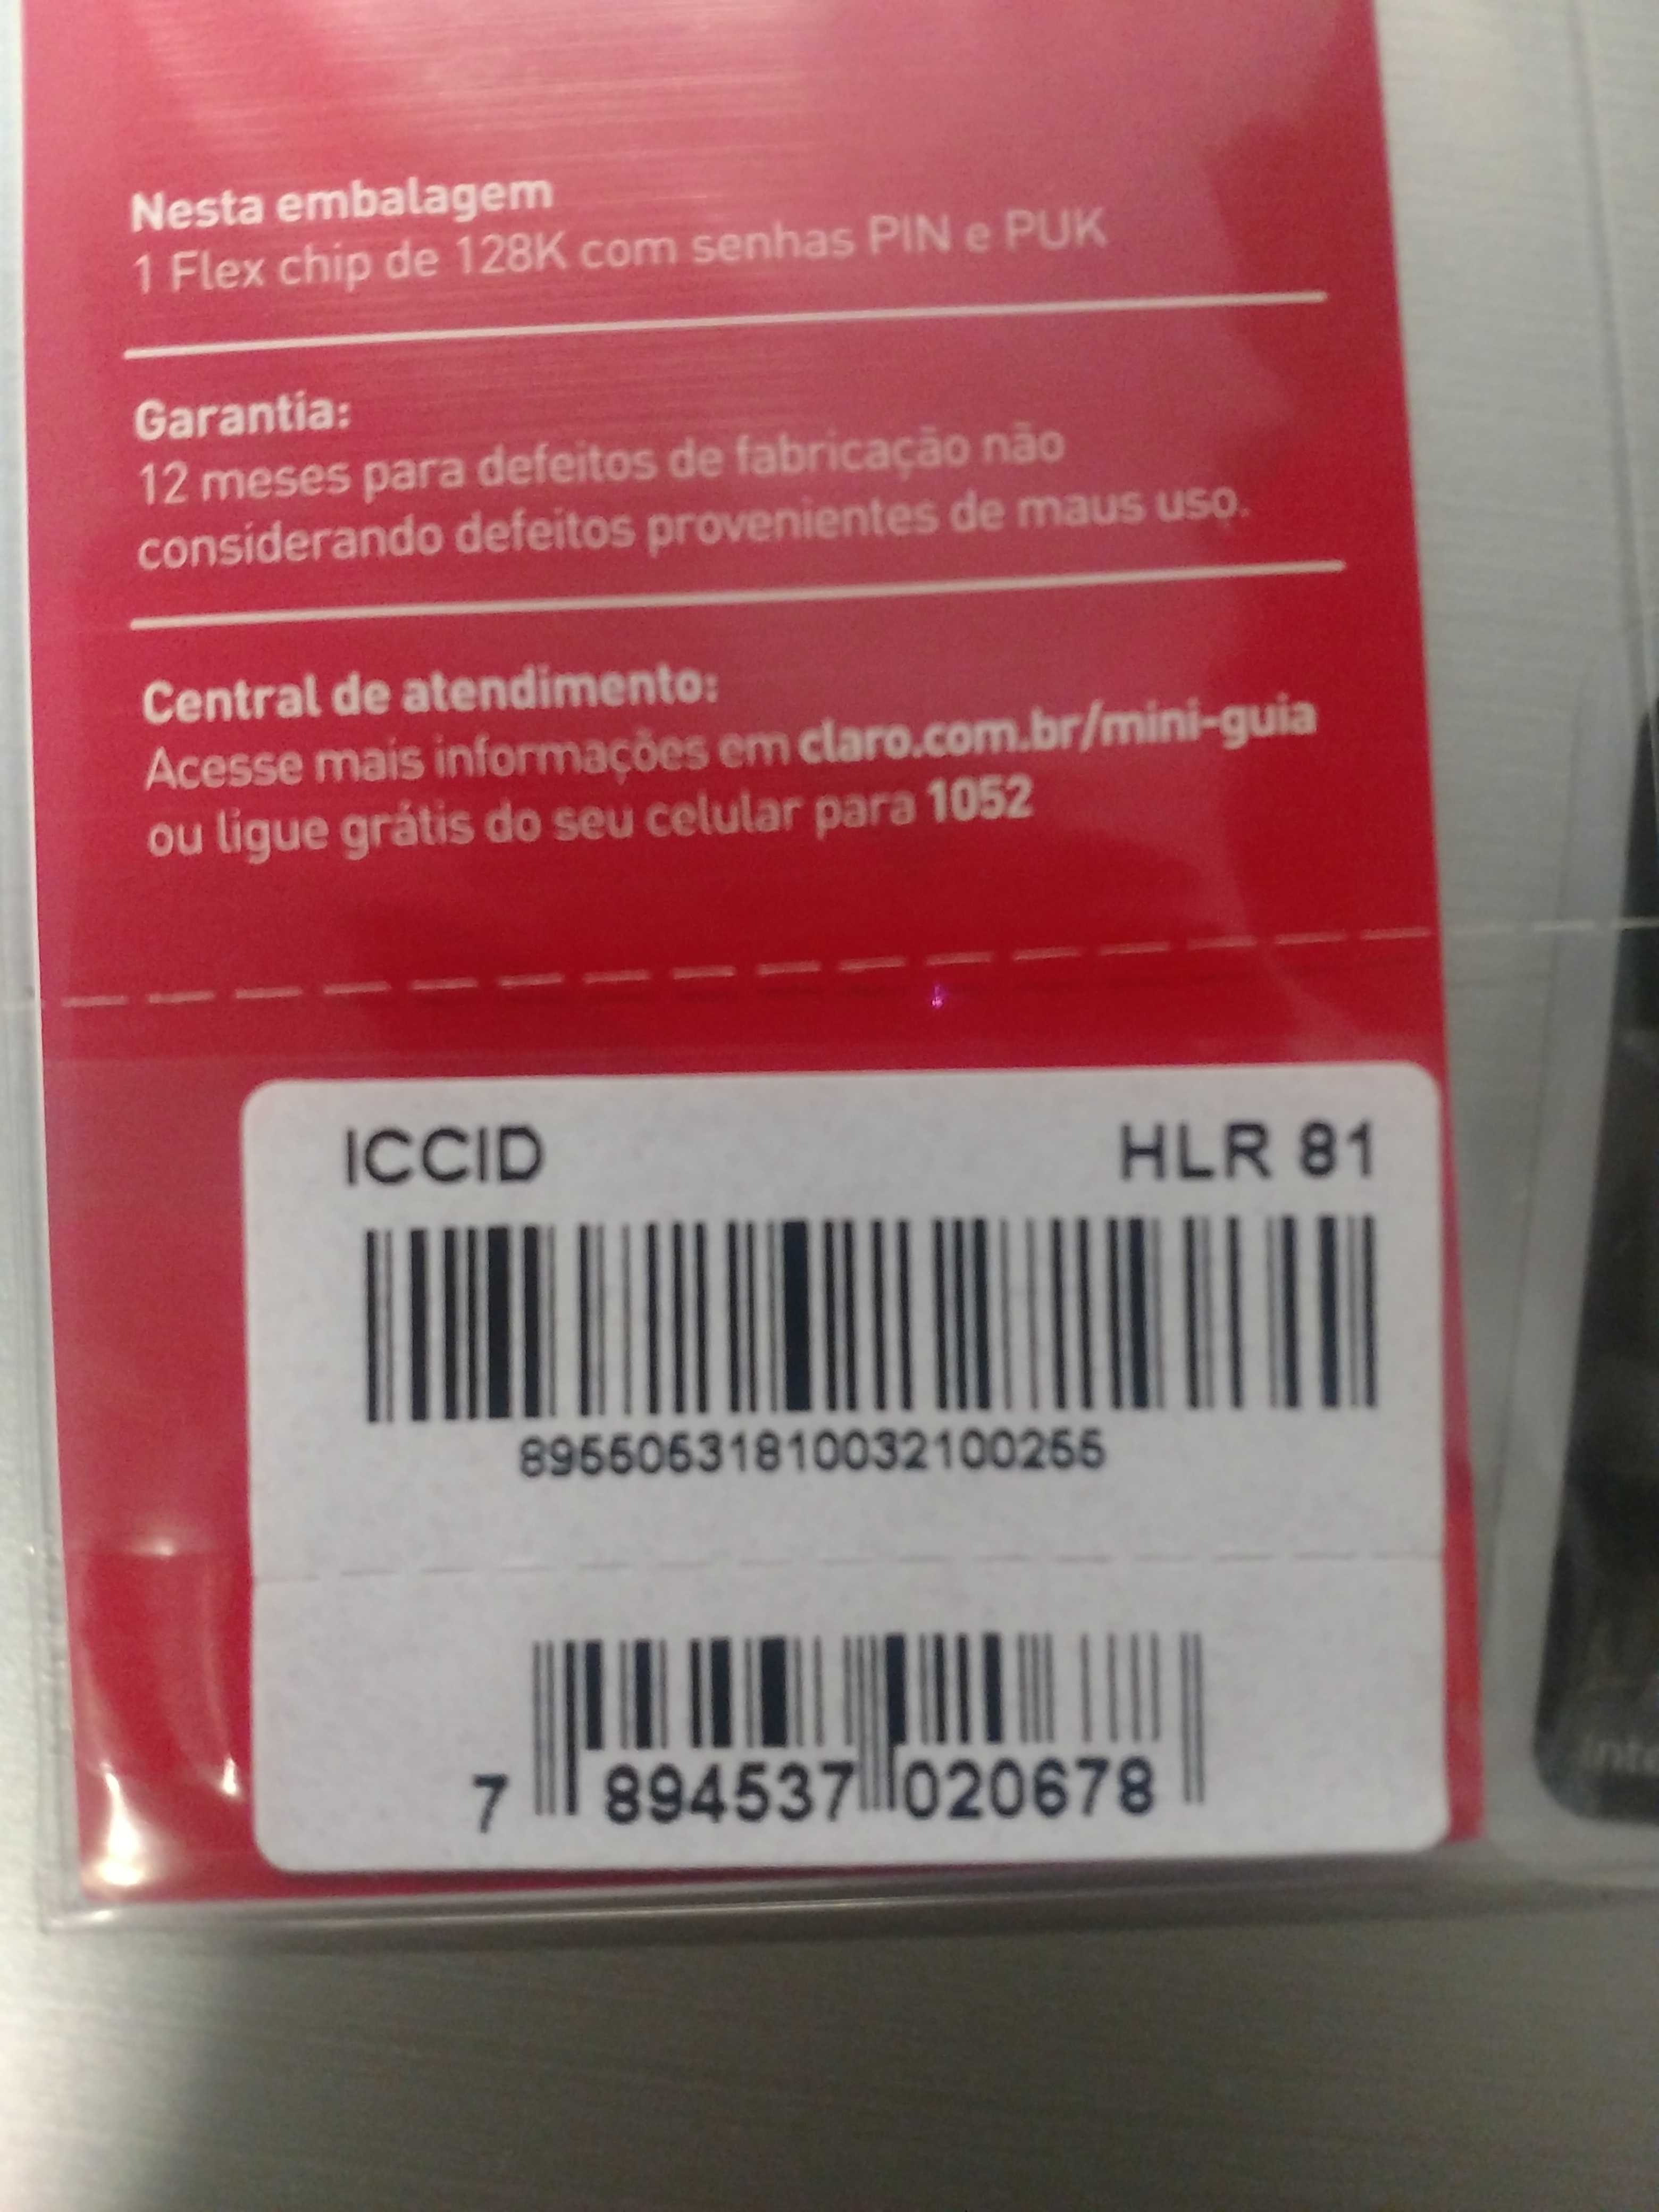 Nesta embalagem
1 Flex chip de 128K com senhas PIN e PUK
Garantia:
12 meses para defeitos de fabricação não
considerando defeitos provenientes de maus uso.
Central de atendimento:
Acesse mais informações em claro.com.br/mini-guia
ou ligue grátis do seu celular para 1052
ICCID HLR 81
89550531810032100255
7 894537 020678